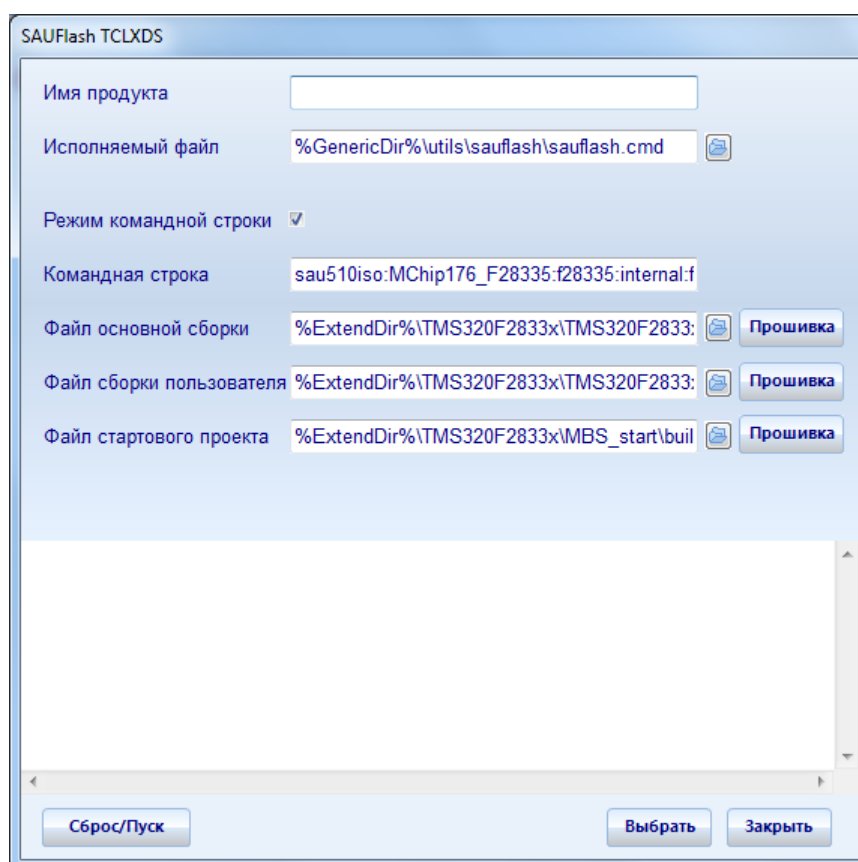 SAUFlash TCLXDS
Имя продукта
Исполняемый файл %GenericDir%\utils\sauflash\sauflash.cmd
Режим командной строки
Командная строка sau510iso:MChip176_F28335:f28335:internal:f
Файл основной сборки %ExtendDir%\TMS320F2833x\TMS320F2833: Прошивка
Файл сборки пользователя %ExtendDir%\TMS320F2833x\TMS320F2833: Прошивка
Файл стартового проекта %ExtendDir%\TMS320F2833x\MBS_start\buil Прошивка
Сброс/Пуск Выбрать Закрыть